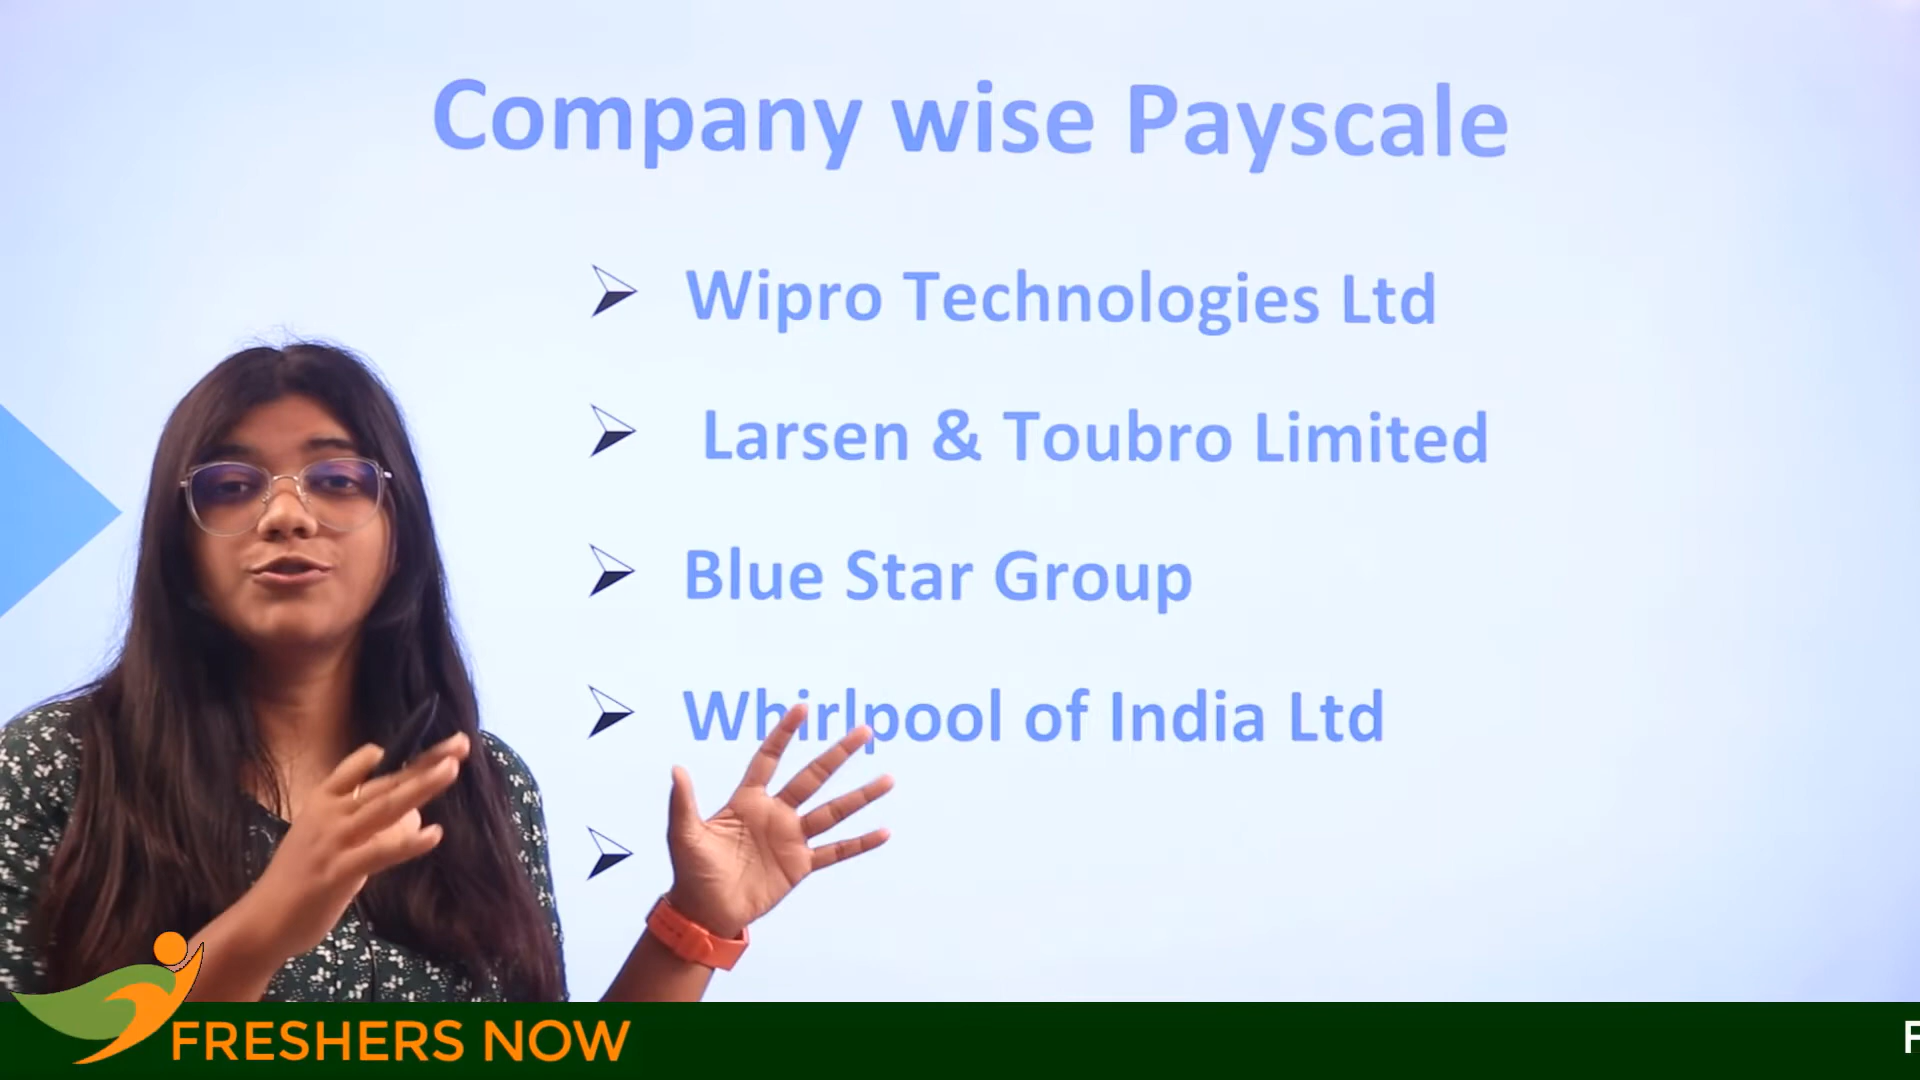 Company wise Payscale
Wipro Technologies Ltd
Larsen & Toubro Limited
Blue Star Group
Whirlpool of India Ltd
FRESHERS NOW